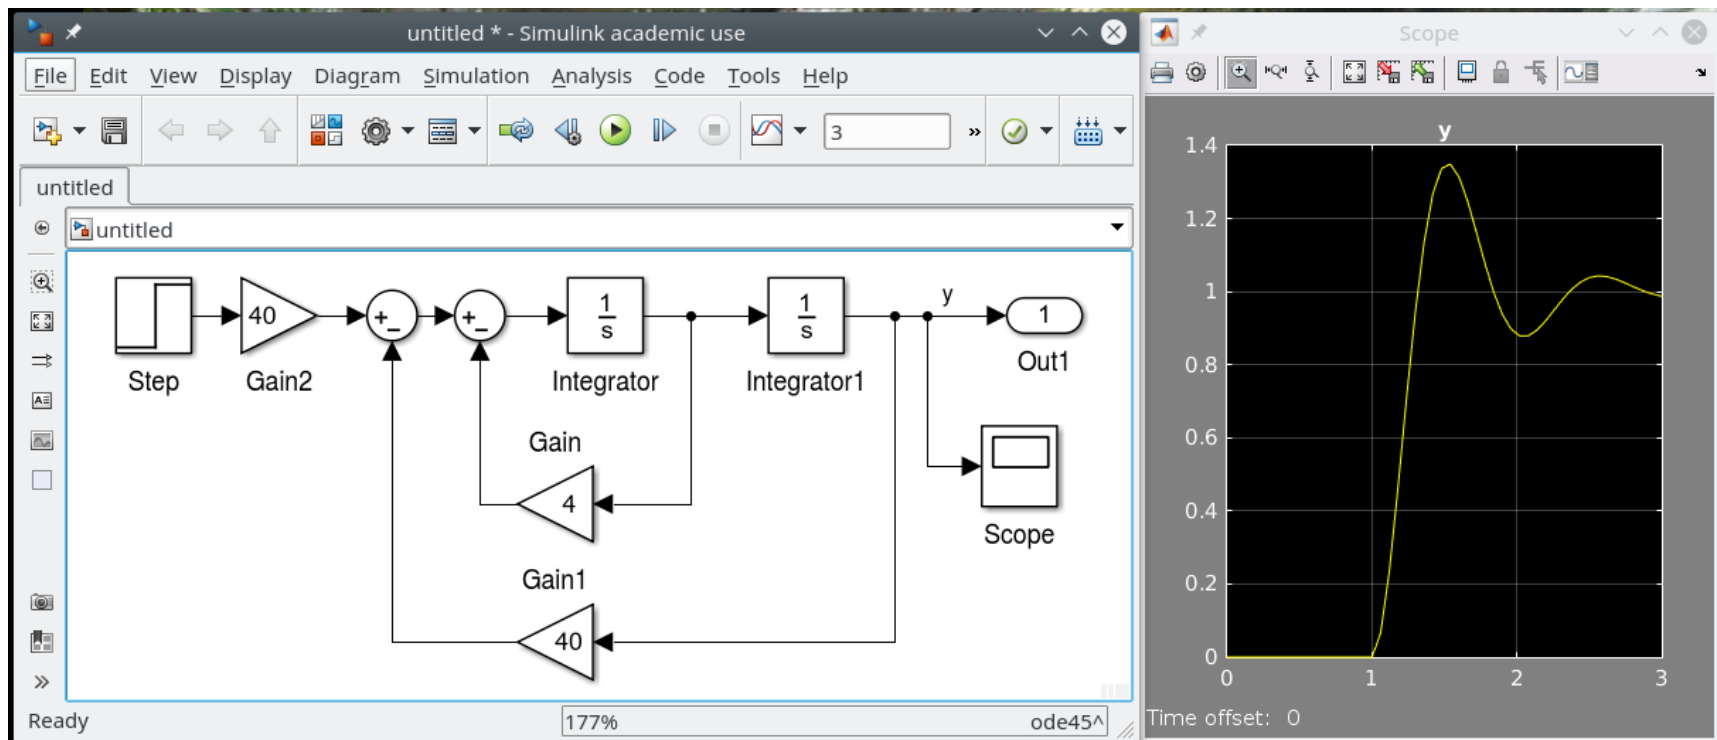 untitled * - Simulink academic use
File Edit View Display Diagram Simulation Analysis Code Tools Help
3
»
untitled
untitled
Step
40
Gain2
+
-
+
-
1
s
Integrator
1
s
Integrator1
y
1
Out1
Gain
4
Scope
Gain1
40
Ready
177%
ode45^
Scope
y
1.4
1.2
1
0.8
0.6
0.4
0.2
0
0 1 2 3
Time offset: 0